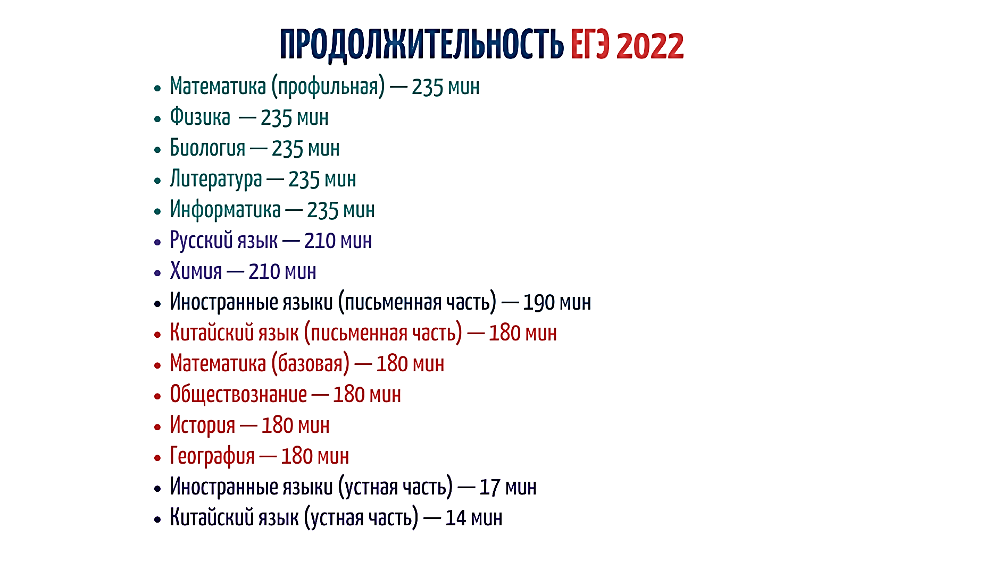 ПРОДОЛЖИТЕЛЬНОСТЬ ЕГЭ 2022
• Математика (профильная) — 235 мин
• Физика — 235 мин
• Биология — 235 мин
• Литература — 235 мин
• Информатика — 235 мин
• Русский язык — 210 мин
• Химия — 210 мин
• Иностранные языки (письменная часть) — 190 мин
• Китайский язык (письменная часть) — 180 мин
• Математика (базовая) — 180 мин
• Обществознание — 180 мин
• История — 180 мин
• География — 180 мин
• Иностранные языки (устная часть) — 17 мин
• Китайский язык (устная часть) — 14 мин